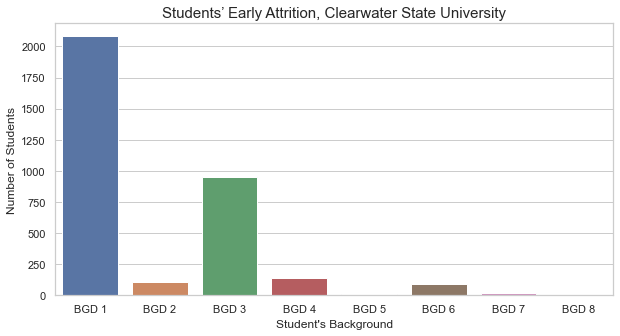 Students’ Early Attrition, Clearwater State University
Number of Students
2000
1750
1500
1250
1000
750
500
250
0
BGD 1 BGD 2 BGD 3 BGD 4 BGD 5 BGD 6 BGD 7 BGD 8
Student's Background